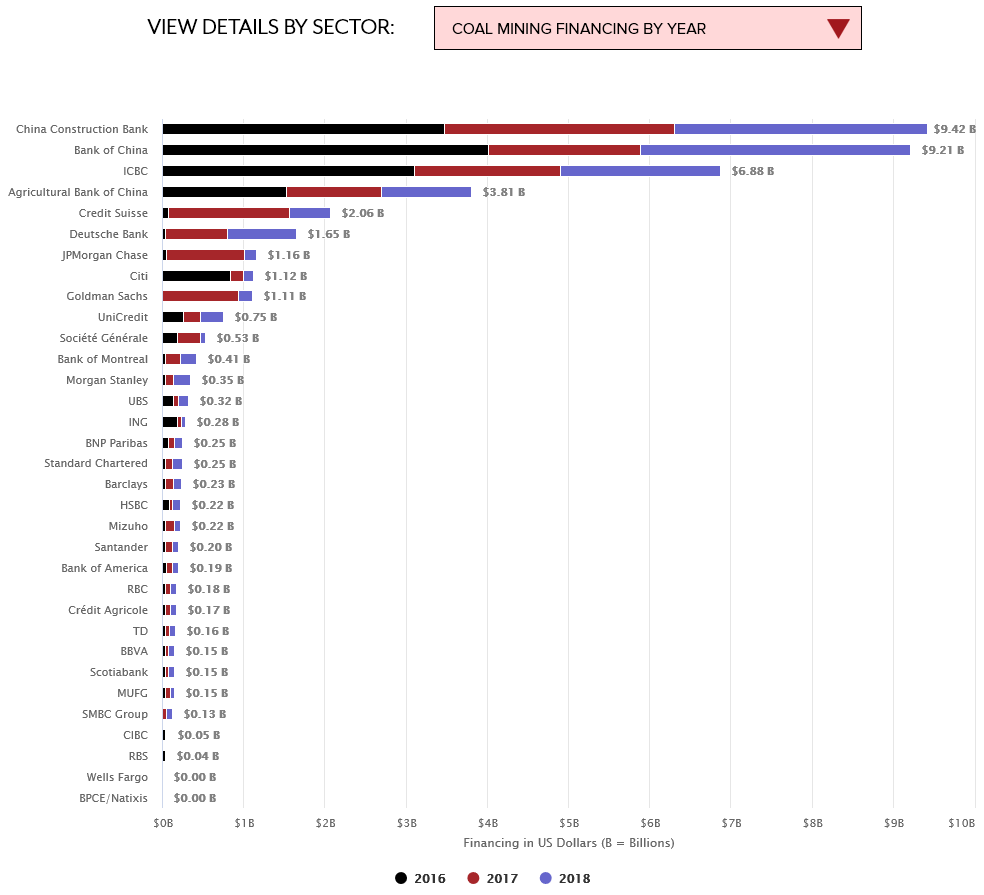 VIEW DETAILS BY SECTOR:
COAL MINING FINANCING BY YEAR
China Construction Bank $9.42 B
Bank of China $9.21 B
ICBC $6.88 B
Agricultural Bank of China $3.81 B
Credit Suisse $2.06 B
Deutsche Bank $1.65 B
JPMorgan Chase $1.16 B
Citi $1.12 B
Goldman Sachs $1.11 B
UniCredit $0.75 B
Société Générale $0.53 B
Bank of Montreal $0.41 B
Morgan Stanley $0.35 B
UBS $0.32 B
ING $0.28 B
BNP Paribas $0.25 B
Standard Chartered $0.25 B
Barclays $0.23 B
HSBC $0.22 B
Mizuho $0.22 B
Santander $0.20 B
Bank of America $0.19 B
RBC $0.18 B
Crédit Agricole $0.17 B
TD $0.16 B
BBVA $0.15 B
Scotiabank $0.15 B
MUFG $0.15 B
SMBC Group $0.13 B
CIBC $0.05 B
RBS $0.04 B
Wells Fargo $0.00 B
BPCE/Natixis $0.00 B
$0B $1B $2B $3B $4B $5B $6B $7B $8B $9B $10B
Financing in US Dollars (B = Billions)
2016 2017 2018